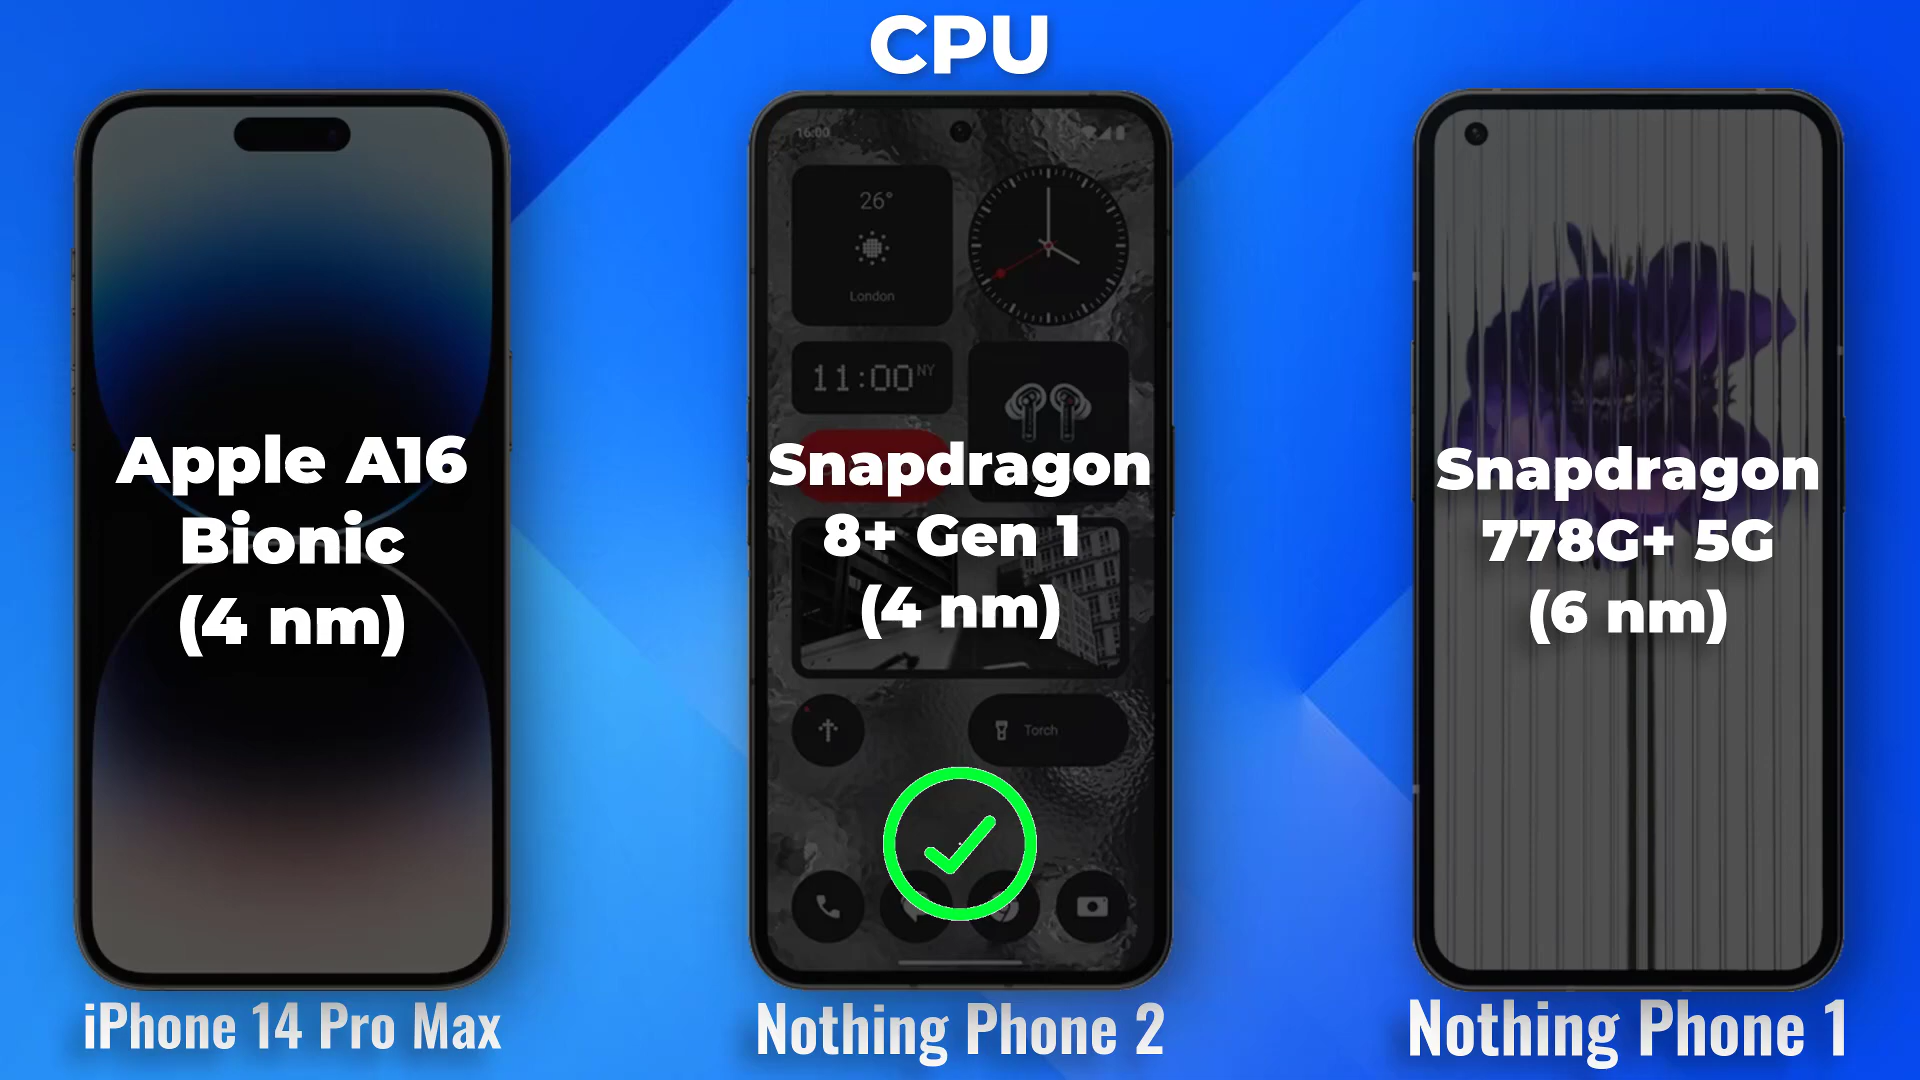 CPU
16:00
26°
London
11:00 NY
Apple A16
Bionic
(4 nm)
Snapdragon
8+ Gen 1
(4 nm)
Torch
Snapdragon
778G+ 5G
(6 nm)
iPhone 14 Pro Max
Nothing Phone 2
Nothing Phone 1